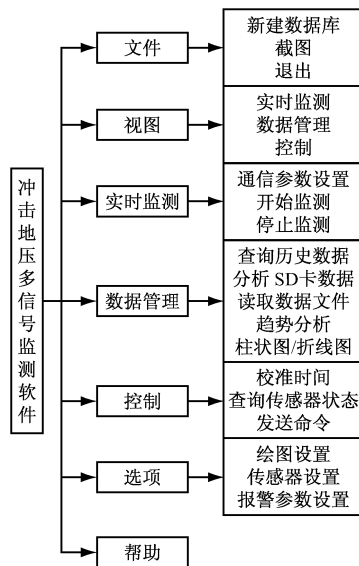 冲击地压多信号监测软件
文件
新建数据库
截图
退出
视图
实时监测
数据管理
控制
实时监测
通信参数设置
开始监测
停止监测
数据管理
查询历史数据
分析 SD卡数据
读取数据文件
趋势分析
柱状图/折线图
控制
校准时间
查询传感器状态
发送命令
选项
绘图设置
传感器设置
报警参数设置
帮助